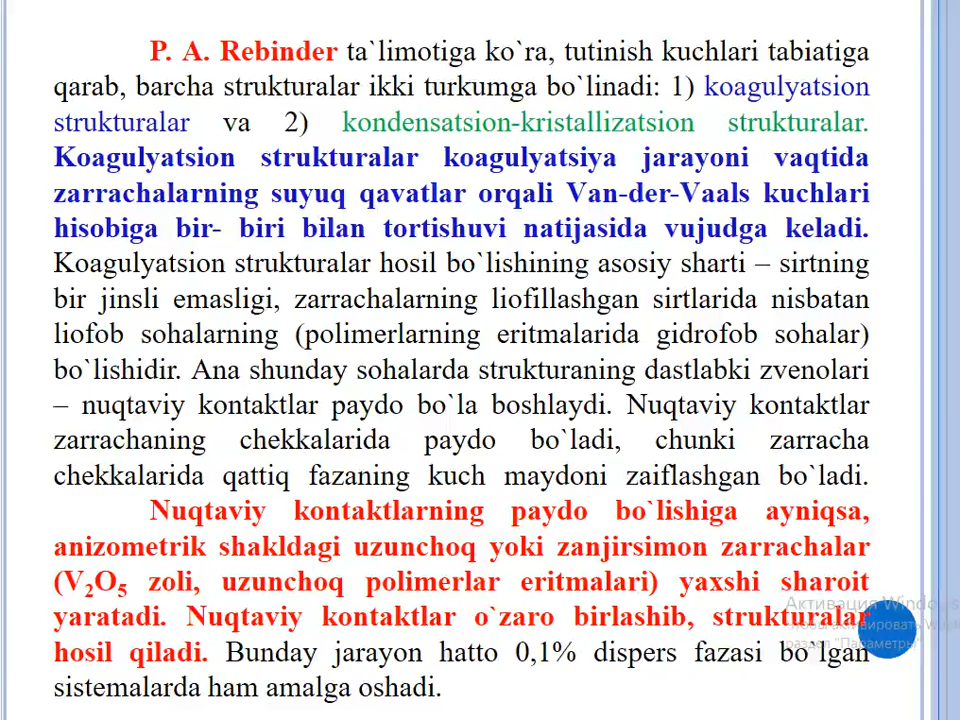 P. A. Rebinder ta`limotiga ko`ra, tutinish kuchlari tabiatiga
qarab, barcha strukturalar ikki turkumga bo`linadi: 1) koagulyatsion
strukturalar va 2) kondensatsion-kristallizatsion strukturalar.
Koagulyatsion strukturalar koagulyatsiya jarayoni vaqtida
zarrachalarning suyuq qavatlar orqali Van-der-Vaals kuchlari
hisobiga bir- biri bilan tortishuvi natijasida vujudga keladi.
Koagulyatsion strukturalar hosil bo`lishining asosiy sharti – sirtning
bir jinsli emasligi, zarrachalarning liofillashgan sirtlarida nisbatan
liofob sohalarning (polimerlarning eritmalarida gidrofob sohalar)
bo`lishidir. Ana shunday sohalarda strukturaning dastlabki zvenolari
– nuqtaviy kontaktlar paydo bo`la boshlaydi. Nuqtaviy kontaktlar
zarrachaning chekkalarida paydo bo`ladi, chunki zarracha
chekkalarida qattiq fazaning kuch maydoni zaiflashgan bo`ladi.
Nuqtaviy kontaktlarning paydo bo`lishiga ayniqsa,
anizometrik shakldagi uzunchoq yoki zanjirsimon zarrachalar
(V₂O₅ zoli, uzunchoq polimerlar eritmalari) yaxshi sharoit
yaratadi. Nuqtaviy kontaktlar o`zaro birlashib, strukturalar
hosil qiladi. Bunday jarayon hatto 0,1% dispers fazasi bo`lgan
sistemalarda ham amalga oshadi.
Активация Windows
раздел "Параметры"